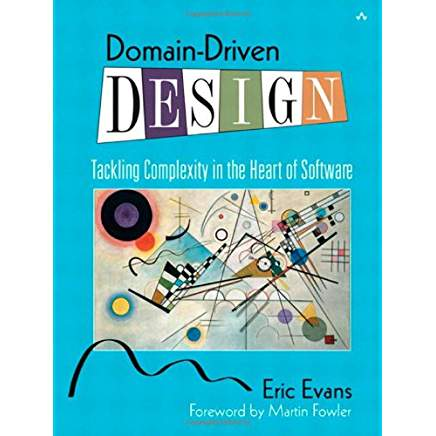 Domain-Driven
DESIGN
Tackling Complexity in the Heart of Software
Eric Evans
Foreword by Martin Fowler